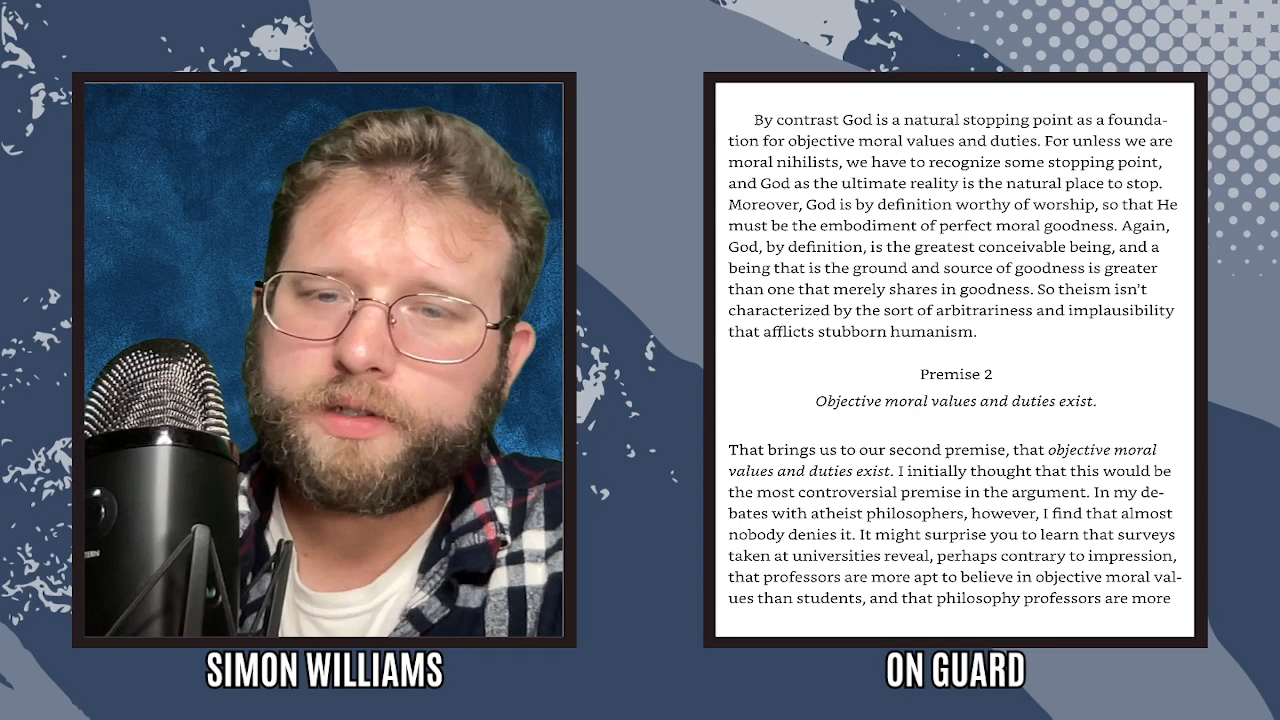 By contrast God is a natural stopping point as a founda-
tion for objective moral values and duties. For unless we are
moral nihilists, we have to recognize some stopping point,
and God as the ultimate reality is the natural place to stop.
Moreover, God is by definition worthy of worship, so that He
must be the embodiment of perfect moral goodness. Again,
God, by definition, is the greatest conceivable being, and a
being that is the ground and source of goodness is greater
than one that merely shares in goodness. So theism isn’t
characterized by the sort of arbitrariness and implausibility
that afflicts stubborn humanism.
Premise 2
Objective moral values and duties exist.
That brings us to our second premise, that objective moral
values and duties exist. I initially thought that this would be
the most controversial premise in the argument. In my de-
bates with atheist philosophers, however, I find that almost
nobody denies it. It might surprise you to learn that surveys
taken at universities reveal, perhaps contrary to impression,
that professors are more apt to believe in objective moral val-
ues than students, and that philosophy professors are more
SIMON WILLIAMS
ON GUARD